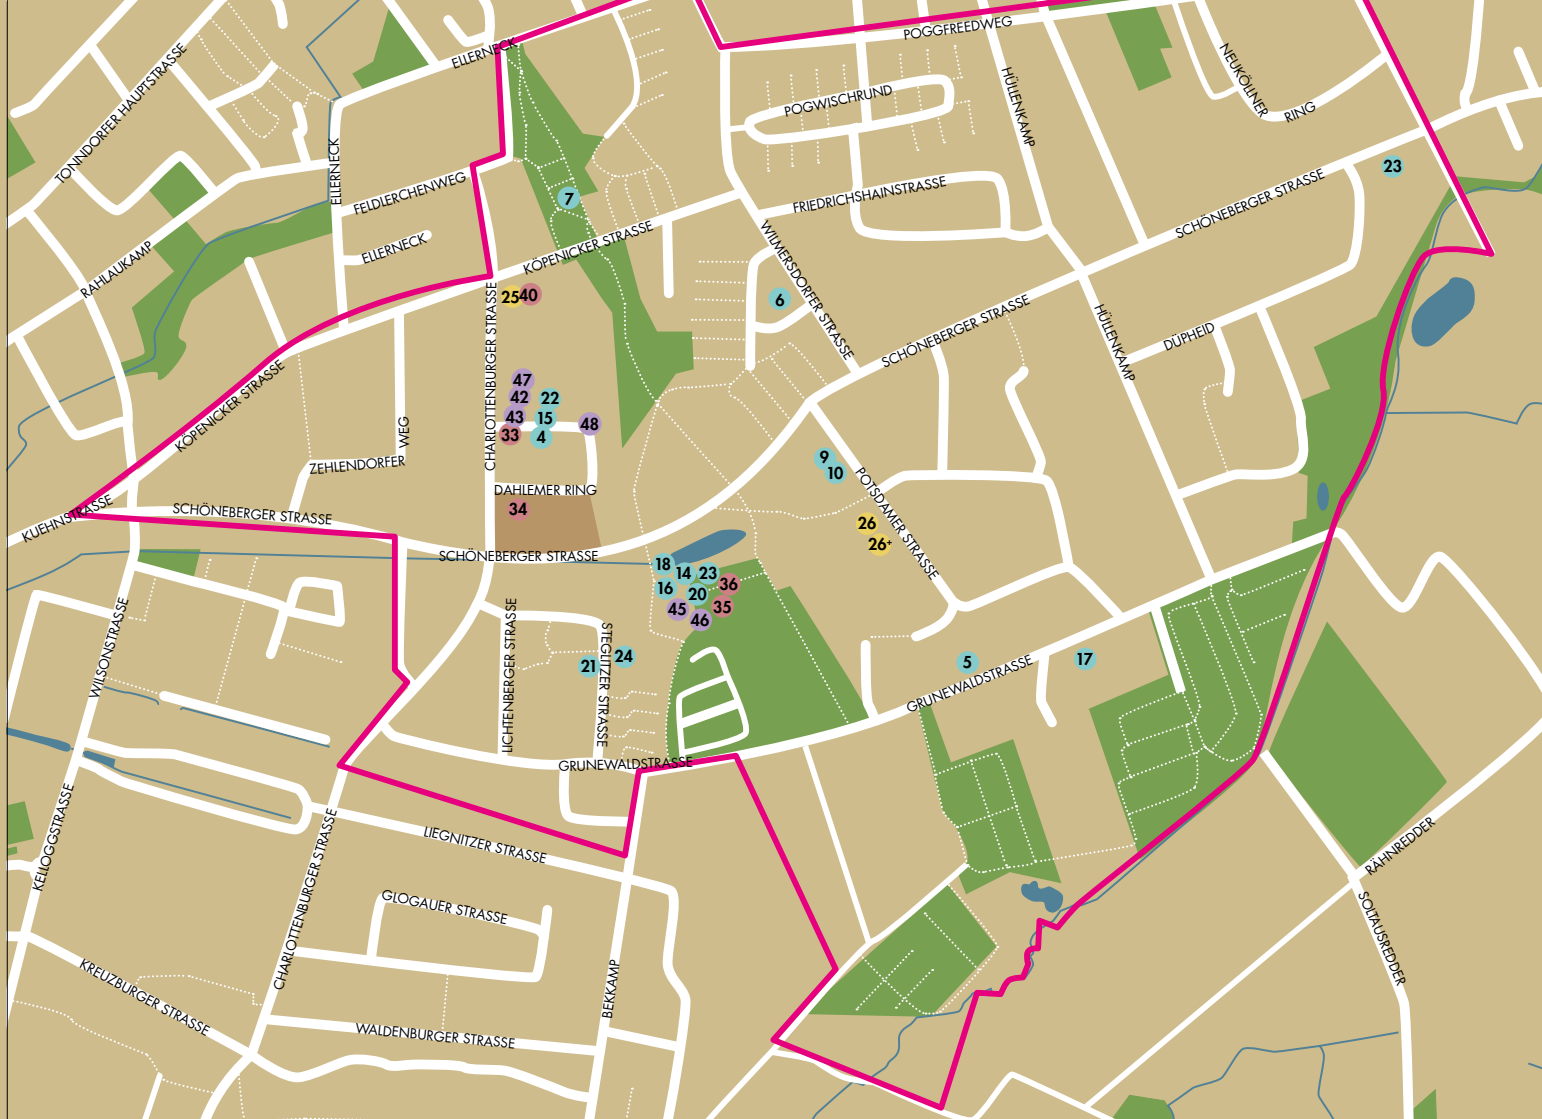 ELLERNECK
POGGFREEDWEG
TONNDORFER HAUPTSTRASSE
NEUKÖLLNER
RING
HÜLLENKAMP
POGWISCHRUND
ELLERNECK
FELDLERCHENWEG
FRIEDRICHSHAINSTRASSE
23
7
SCHÖNEBERGER STRASSE
ELLERNECK
KÖPENICKER STRASSE
WILMERSDORFER STRASSE
RAHLAUKAMP
25
40
6
CHARLOTTENBURGER STRASSE
SCHÖNEBERGER STRASSE
HÜLLENKAMP
DÜPHEID
KÖPENICKER STRASSE
47
42
22
43
15
48
33
4
WEG
ZEHLENDORFER
9
10
POTSDAMER STRASSE
DAHLEMER RING
34
KUEHNSTRASSE
SCHÖNEBERGER STRASSE
26
26+
SCHÖNEBERGER STRASSE
18
14
23
36
16
20
45
35
46
WILSONSTRASSE
LICHTENBERGER STRASSE
STEGLITZER STRASSE
21
24
5
17
GRUNEWALDSTRASSE
GRUNEWALDSTRASSE
KELLOGGSTRASSE
CHARLOTTENBURGER STRASSE
LIEGNITZER STRASSE
RÄHNREDDER
GLOGAUER STRASSE
SOLTAUSREDDER
KREUZBURGER STRASSE
BEKKAMP
WALDENBURGER STRASSE